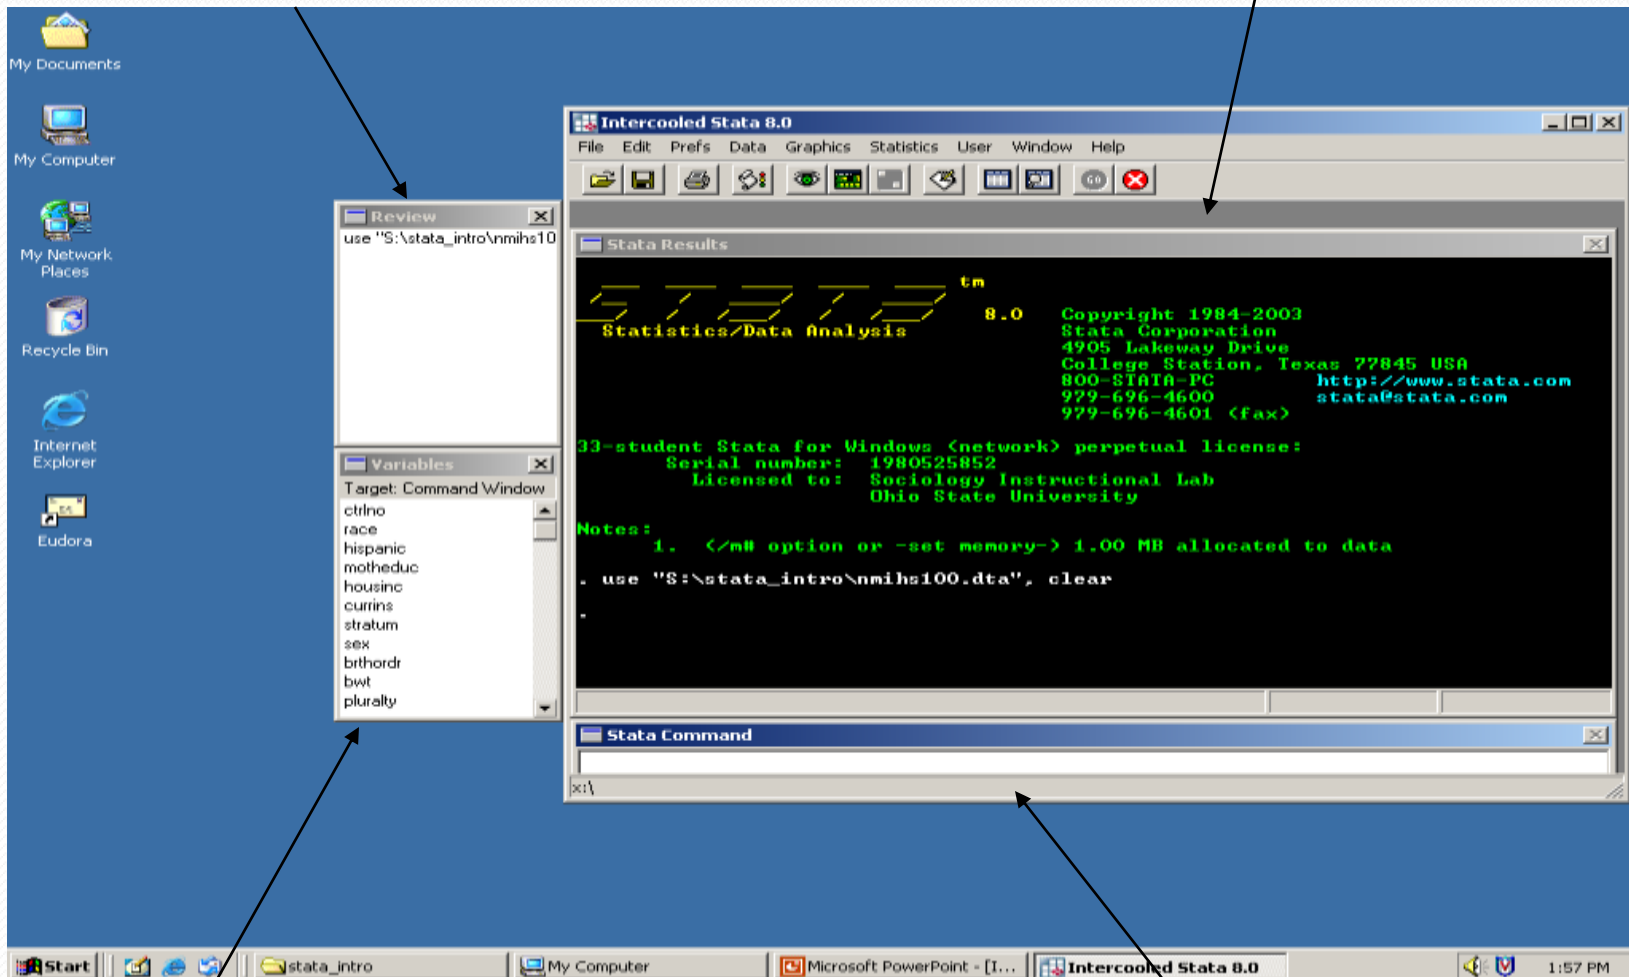 My Documents
My Computer
My Network
Places
Recycle Bin
Internet
Explorer
Eudora
Review
use "S:\stata_intro\nmihs10
Variables
Target: Command Window
ctrlno
race
hispanic
motheduc
housinc
currins
stratum
sex
brthordr
bwt
pluralty
Intercooled Stata 8.0
File Edit Prefs Data Graphics Statistics User Window Help
GO
Stata Results
STATA tm
8.0 Copyright 1984-2003
Statistics/Data Analysis Stata Corporation
4905 Lakeway Drive
College Station, Texas 77845 USA
800-STATA-PC http://www.stata.com
979-696-4600 stata@stata.com
979-696-4601 (fax)
33-student Stata for Windows (network) perpetual license:
Serial number: 1980525852
Licensed to: Sociology Instructional Lab
Ohio State University
Notes:
1. (/m# option or -set memory-) 1.00 MB allocated to data
. use "S:\stata_intro\nmihs100.dta", clear
.
Stata Command
x:\
Start stata_intro My Computer Microsoft PowerPoint - [I... Intercooled Stata 8.0 1:57 PM